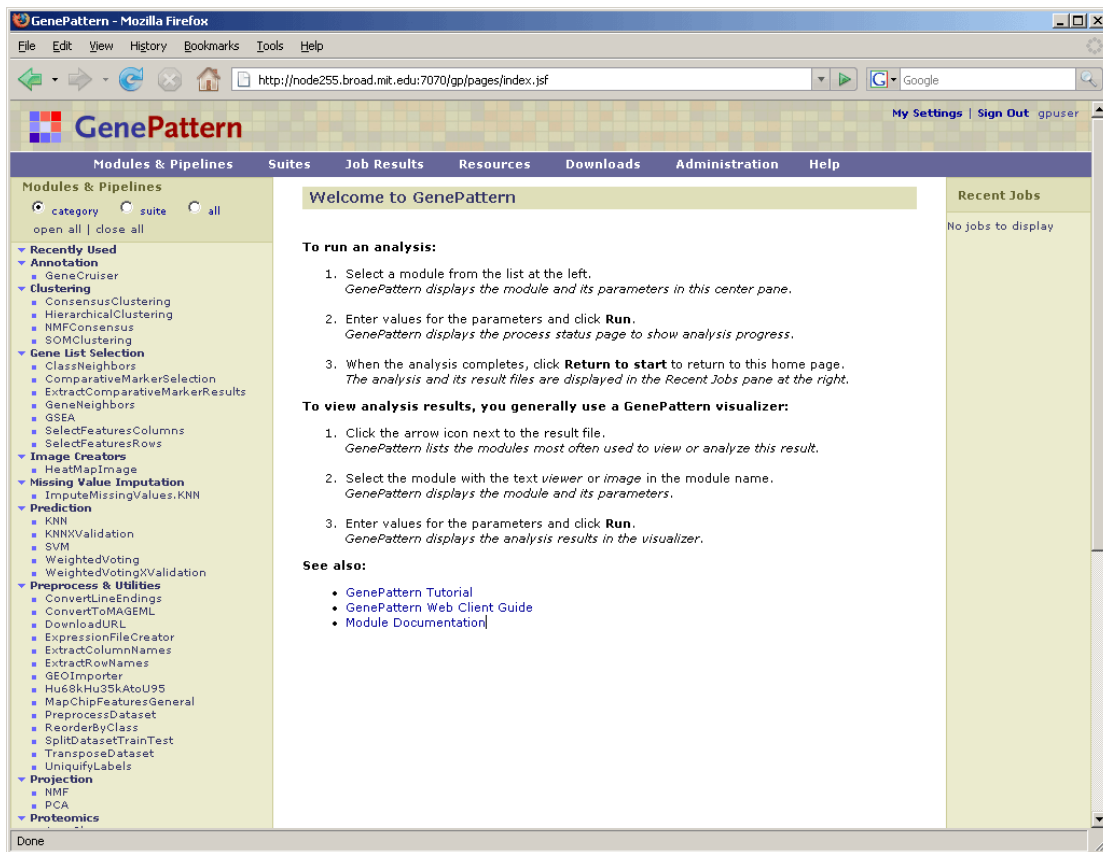 GenePattern - Mozilla Firefox
File Edit View History Bookmarks Tools Help
http://node255.broad.mit.edu:7070/gp/pages/index.jsf
G Google
GenePattern
My Settings | Sign Out gpuser
Modules & Pipelines Suites Job Results Resources Downloads Administration Help
Modules & Pipelines
category suite all
open all | close all
Recently Used
Annotation
GeneCruiser
Clustering
ConsensusClustering
HierarchicalClustering
NMFConsensus
SOMClustering
Gene List Selection
ClassNeighbors
ComparativeMarkerSelection
ExtractComparativeMarkerResults
GeneNeighbors
GSEA
SelectFeaturesColumns
SelectFeaturesRows
Image Creators
HeatMapImage
Missing Value Imputation
ImputeMissingValues.KNN
Prediction
KNN
KNNXValidation
SVM
WeightedVoting
WeightedVotingXValidation
Preprocess & Utilities
ConvertLineEndings
ConvertToMAGEML
DownloadURL
ExpressionFileCreator
ExtractColumnNames
ExtractRowNames
GEOImporter
Hu68kHu35kAtoU95
MapChipFeaturesGeneral
PreprocessDataset
ReorderByClass
SplitDatasetTrainTest
TransposeDataset
UniquifyLabels
Projection
NMF
PCA
Proteomics
Welcome to GenePattern
To run an analysis:
1. Select a module from the list at the left.
GenePattern displays the module and its parameters in this center pane.
2. Enter values for the parameters and click Run.
GenePattern displays the process status page to show analysis progress.
3. When the analysis completes, click Return to start to return to this home page.
The analysis and its result files are displayed in the Recent Jobs pane at the right.
To view analysis results, you generally use a GenePattern visualizer:
1. Click the arrow icon next to the result file.
GenePattern lists the modules most often used to view or analyze this result.
2. Select the module with the text viewer or image in the module name.
GenePattern displays the module and its parameters.
3. Enter values for the parameters and click Run.
GenePattern displays the analysis results in the visualizer.
See also:
• GenePattern Tutorial
• GenePattern Web Client Guide
• Module Documentation
Recent Jobs
No jobs to display
Done